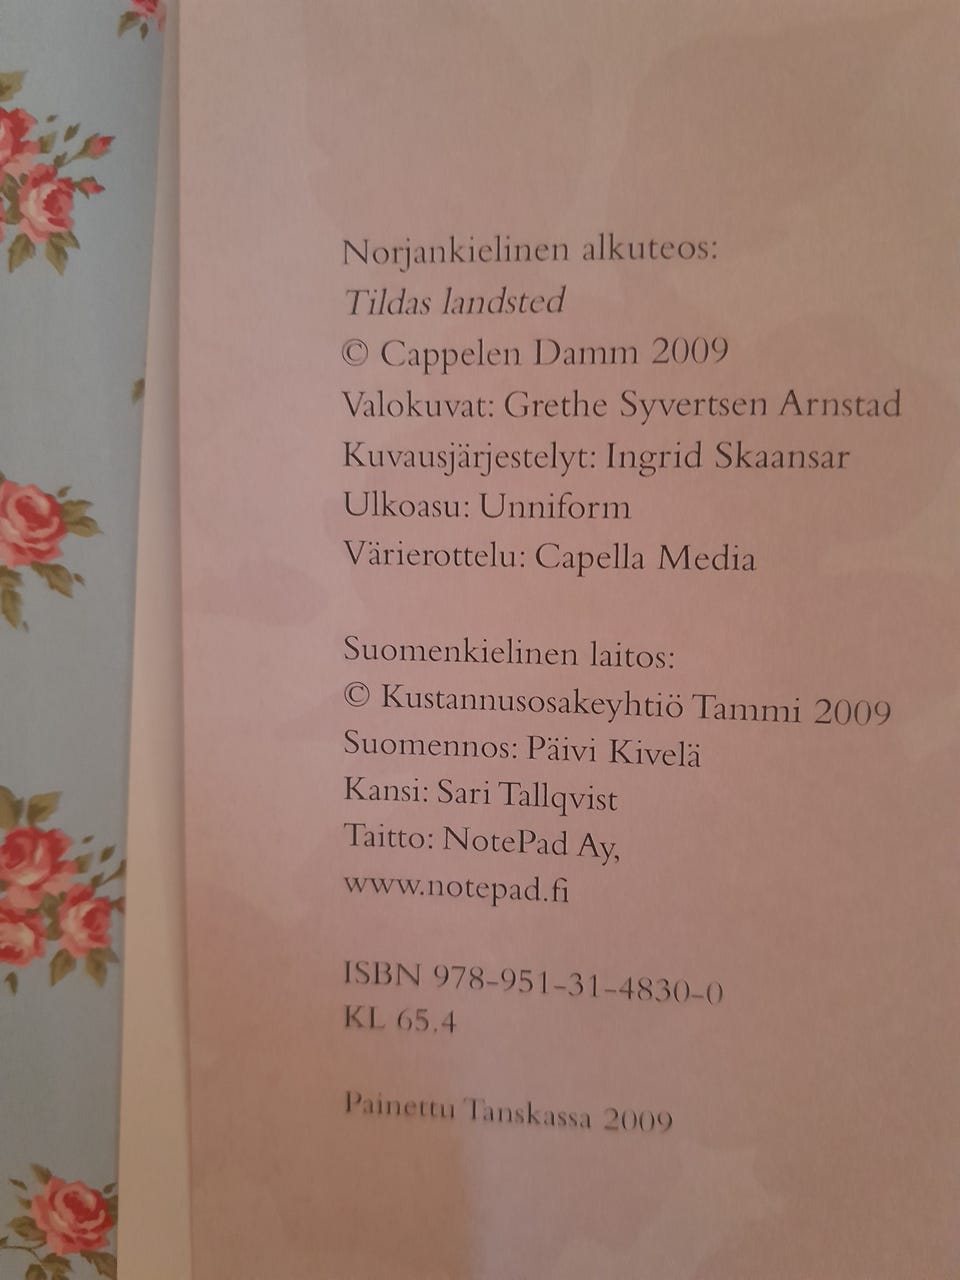 Norjankielinen alkuteos:
Tildas landsted
© Cappelen Damm 2009
Valokuvat: Grethe Syvertsen Arnstad
Kuvausjärjestelyt: Ingrid Skaansar
Ulkoasu: Unniform
Värierottelu: Capella Media
Suomenkielinen laitos:
© Kustannusosakeyhtiö Tammi 2009
Suomennos: Päivi Kivelä
Kansi: Sari Tallqvist
Taitto: NotePad Ay,
www.notepad.fi
ISBN 978-951-31-4830-0
KL 65.4
Painettu Tanskassa 2009